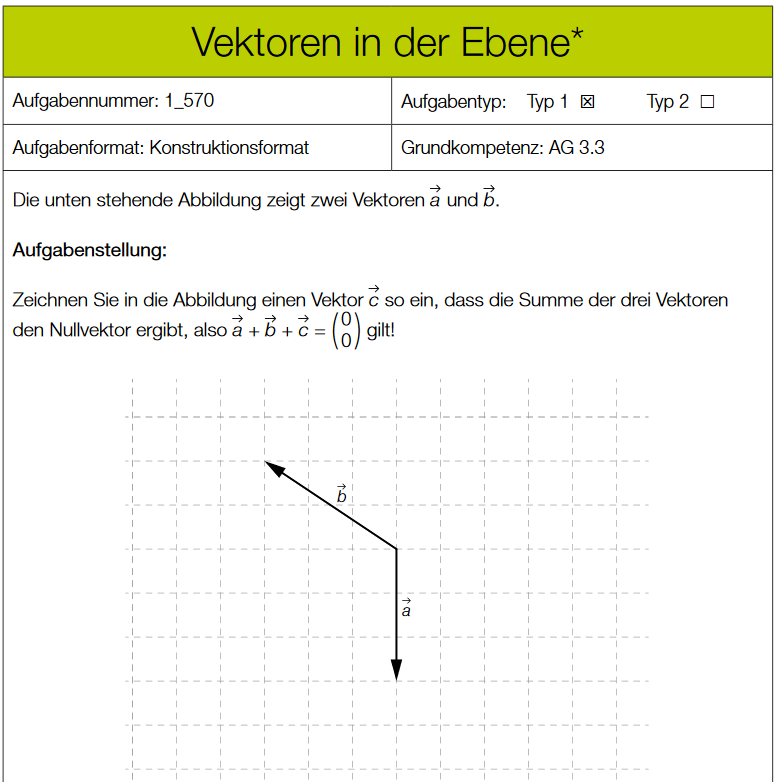 Vektoren in der Ebene*
Aufgabennummer: 1_570
Aufgabentyp: Typ 1 ☒ Typ 2 ☐
Aufgabenformat: Konstruktionsformat
Grundkompetenz: AG 3.3
Die unten stehende Abbildung zeigt zwei Vektoren a⃗ und b⃗.
Aufgabenstellung:
Zeichnen Sie in die Abbildung einen Vektor c⃗ so ein, dass die Summe der drei Vektoren
den Nullvektor ergibt, also a⃗ + b⃗ + c⃗ = (0 0) gilt!
b⃗
a⃗